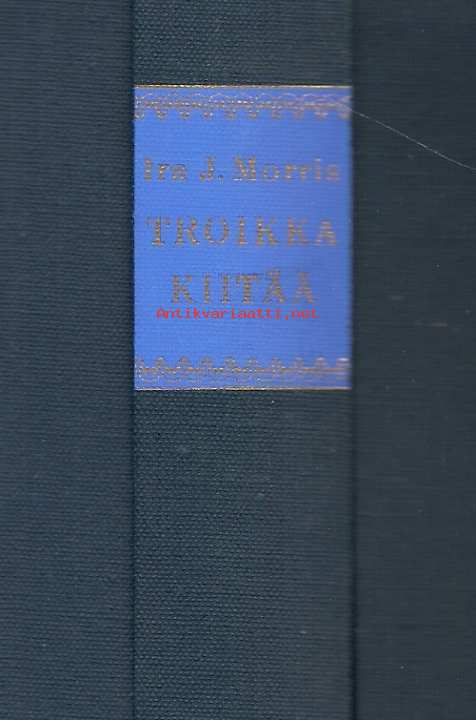 Ira J. Morris
TROIKKA
KIITÄÄ
Antikvariaatti.net